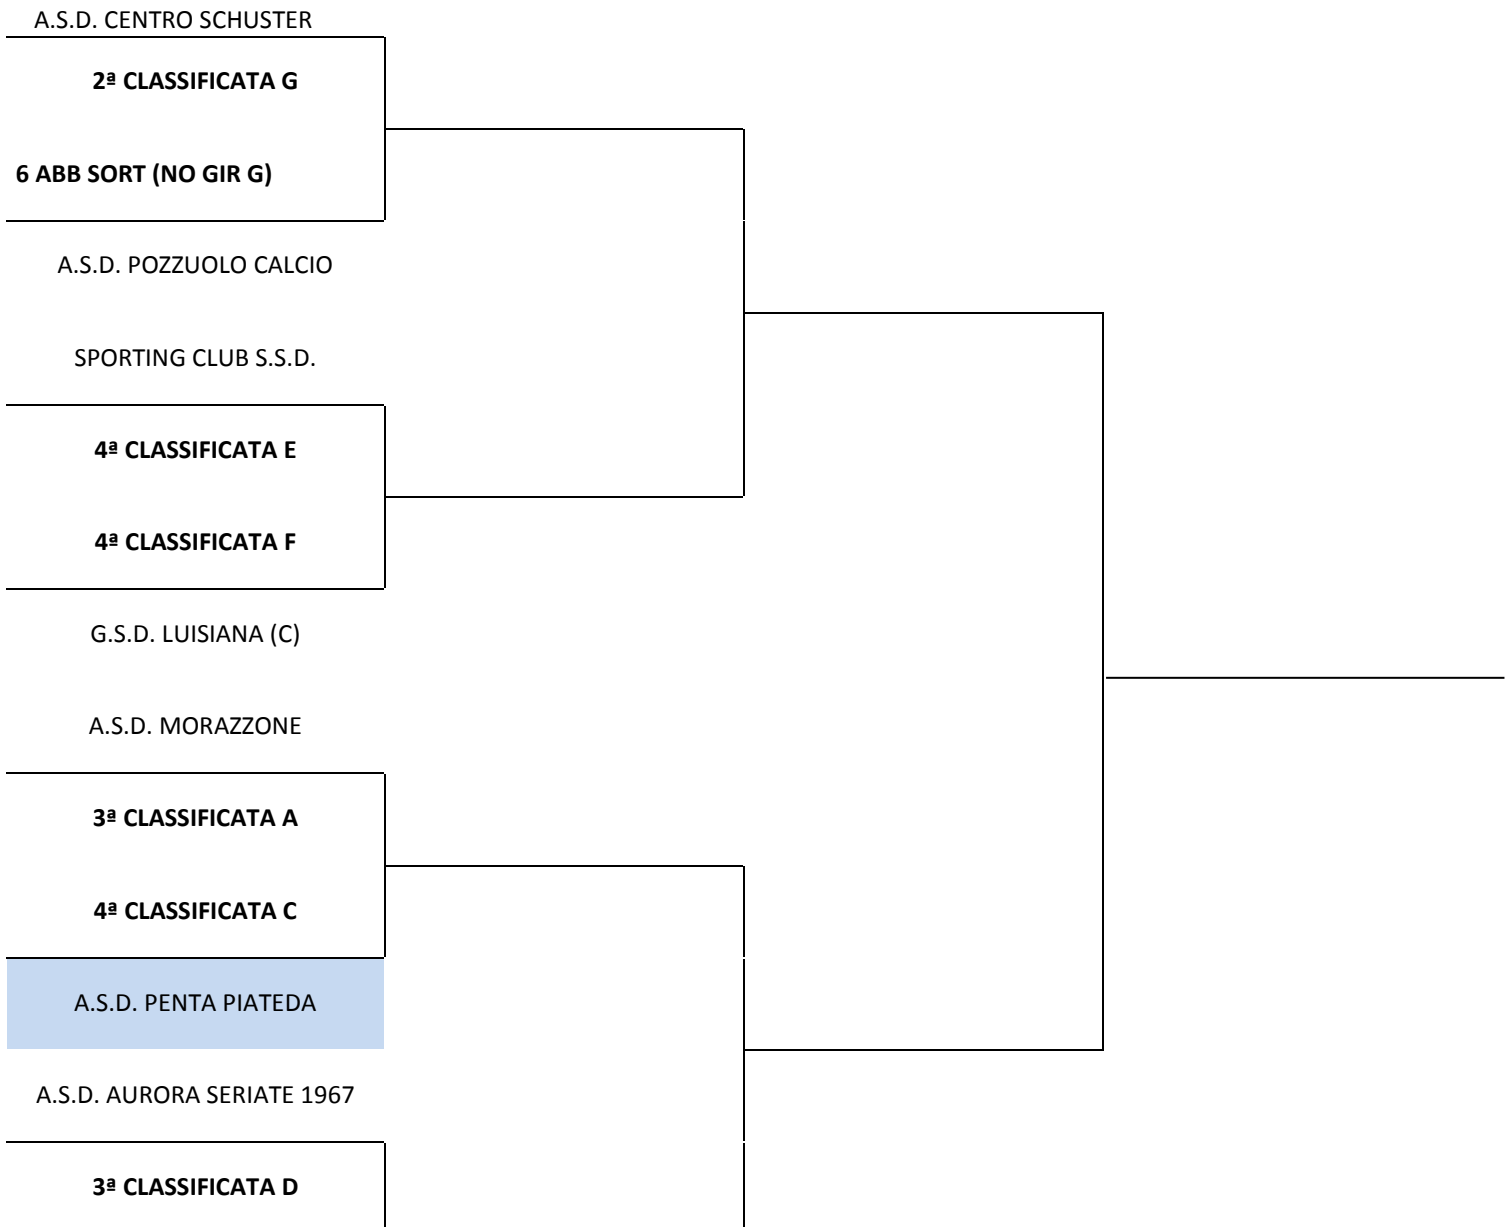 A.S.D. CENTRO SCHUSTER
2ª CLASSIFICATA G
6 ABB SORT (NO GIR G)
A.S.D. POZZUOLO CALCIO
SPORTING CLUB S.S.D.
4ª CLASSIFICATA E
4ª CLASSIFICATA F
G.S.D. LUISIANA (C)
A.S.D. MORAZZONE
3ª CLASSIFICATA A
4ª CLASSIFICATA C
A.S.D. PENTA PIATEDA
A.S.D. AURORA SERIATE 1967
3ª CLASSIFICATA D